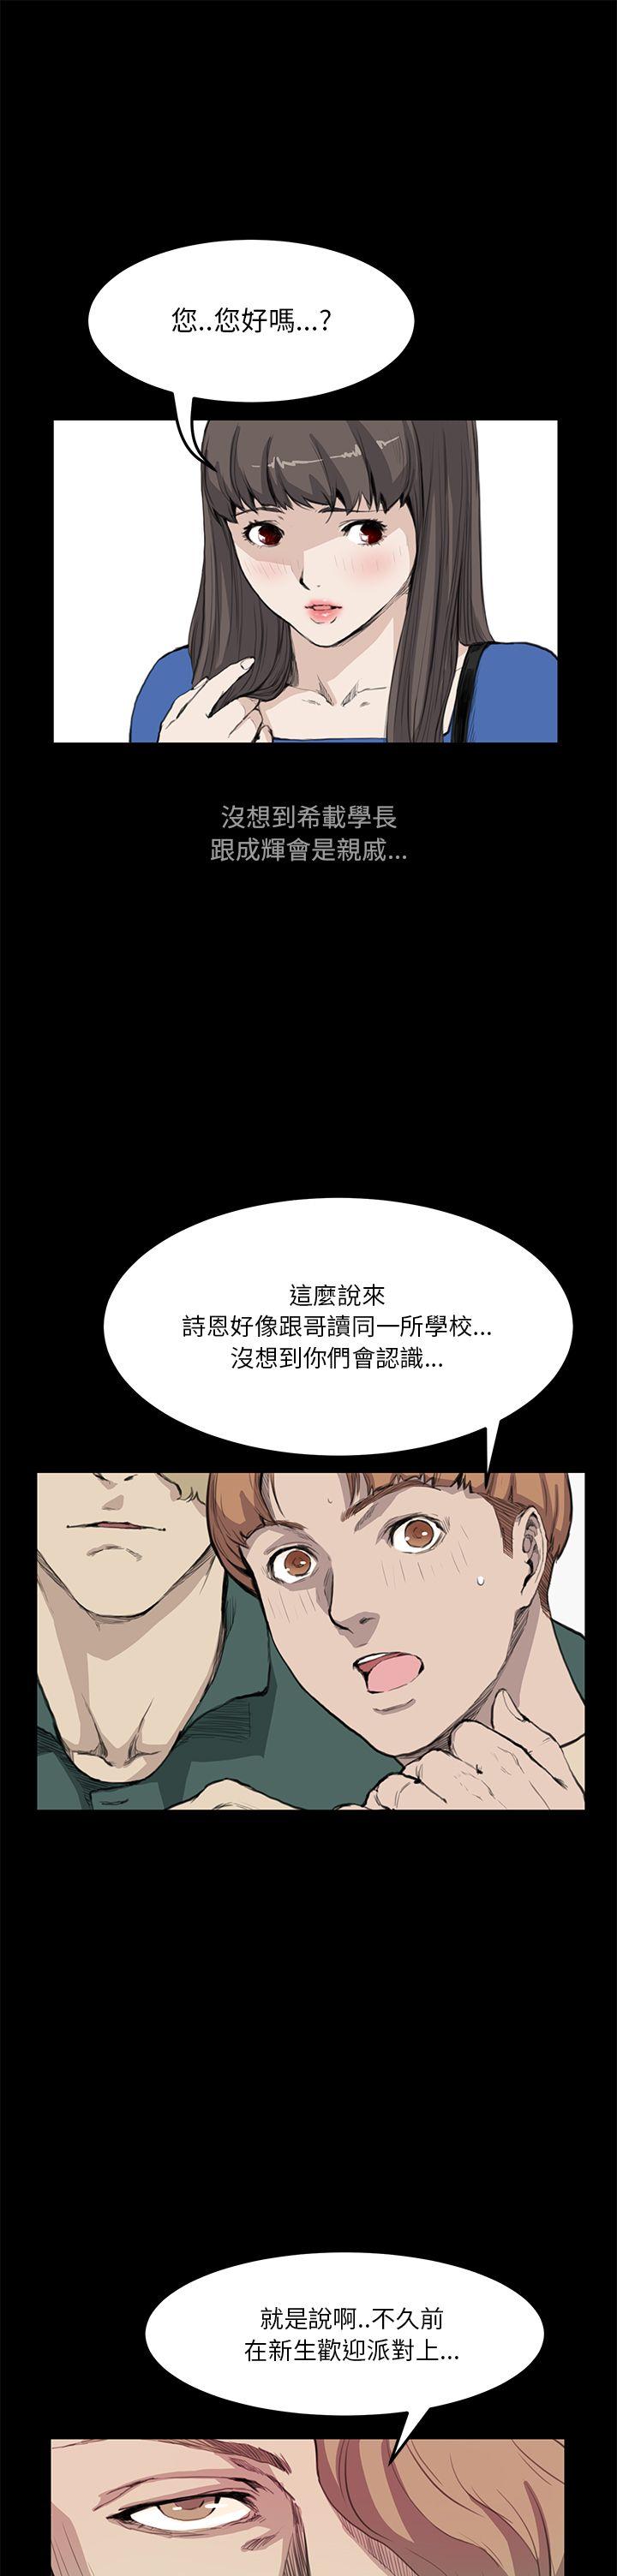 您..您好嗎...?
沒想到希載學長
跟成輝會是親戚...
這麼說來
詩恩好像跟哥讀同一所學校...
沒想到你們會認識...
就是說啊..不久前
在新生歡迎派對上...